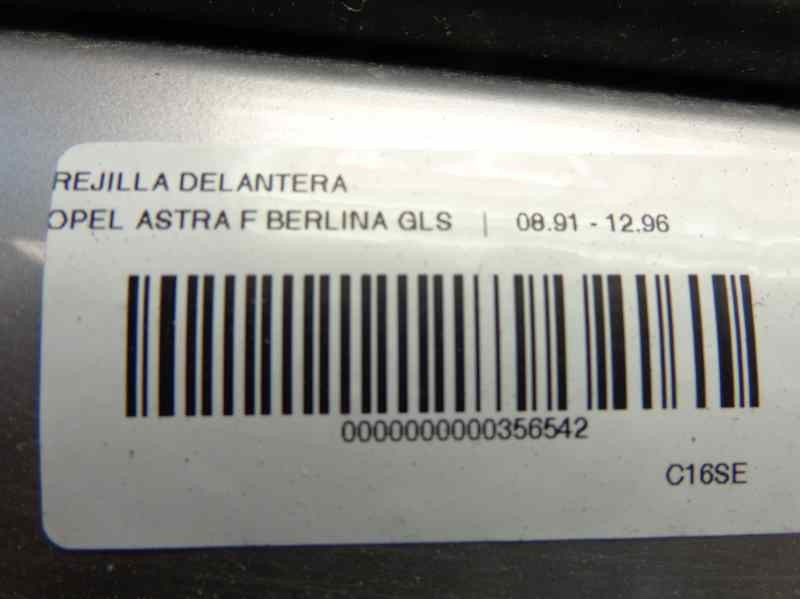 REJILLA DELANTERA
OPEL ASTRA F BERLINA GLS | 08.91 - 12.96
0000000000356542
C16SE